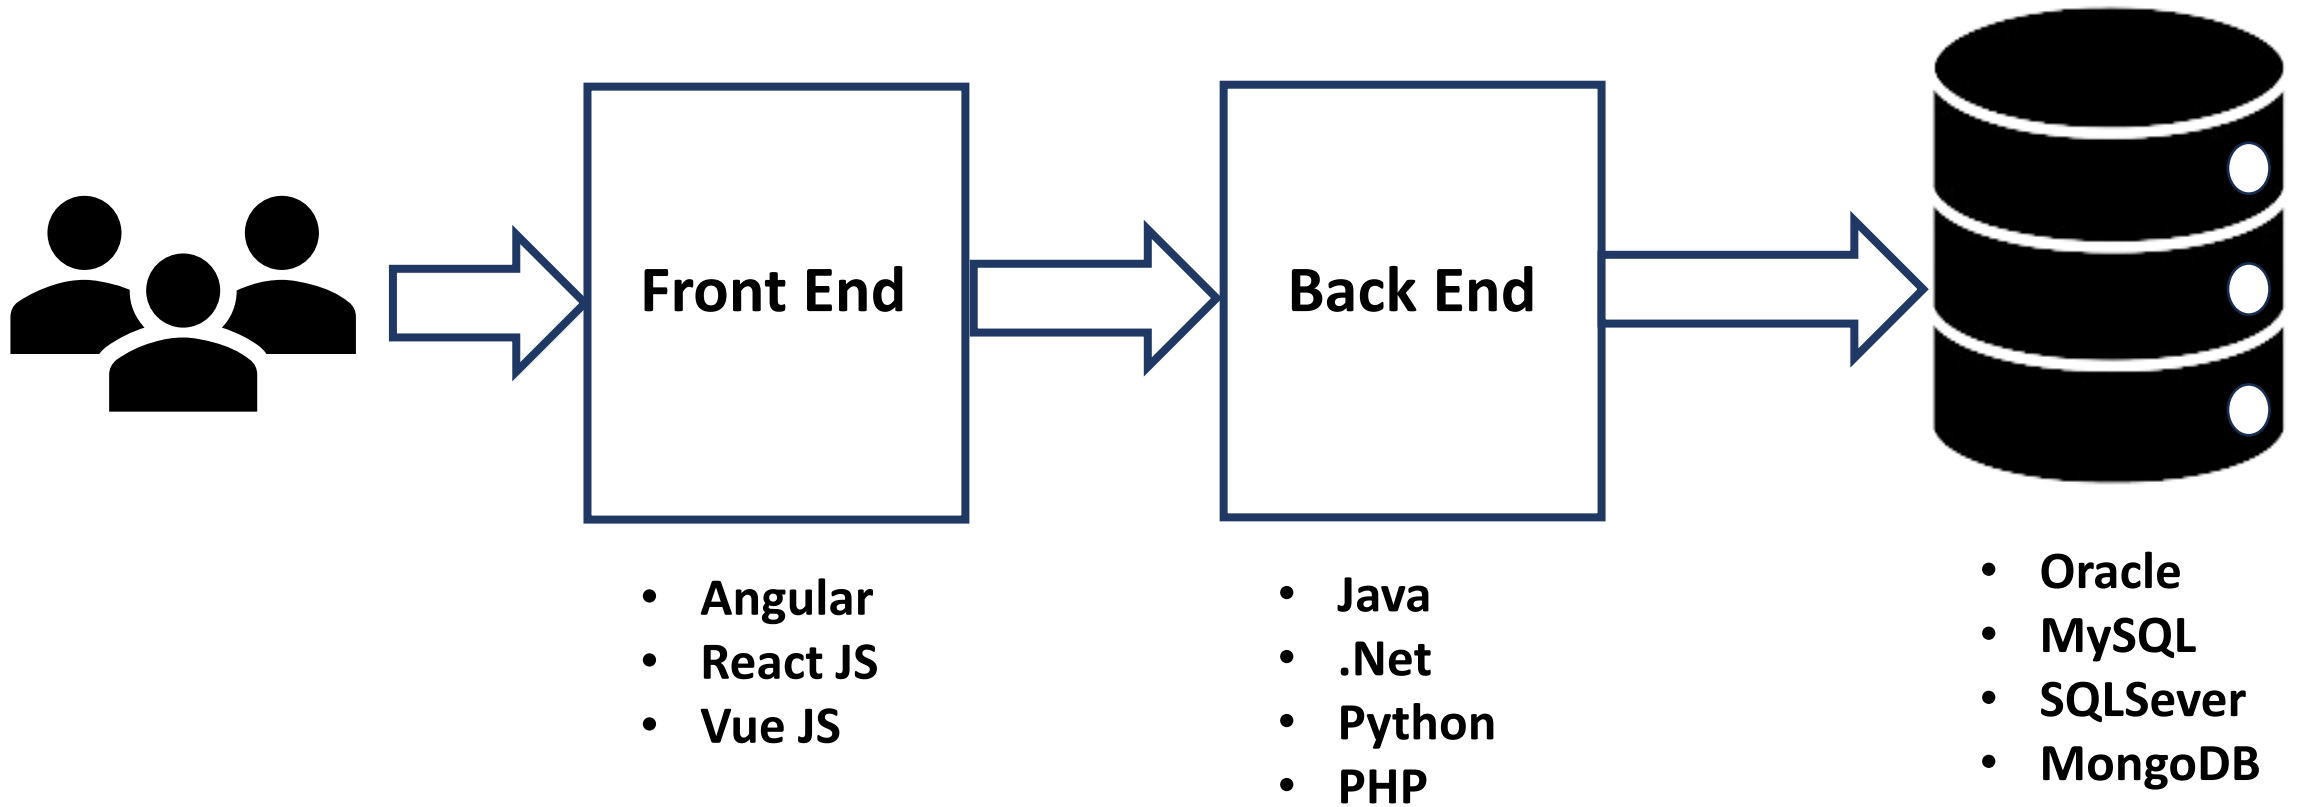 Front End
Back End
• Angular
• React JS
• Vue JS
• Java
• .Net
• Python
• PHP
• Oracle
• MySQL
• SQLSever
• MongoDB